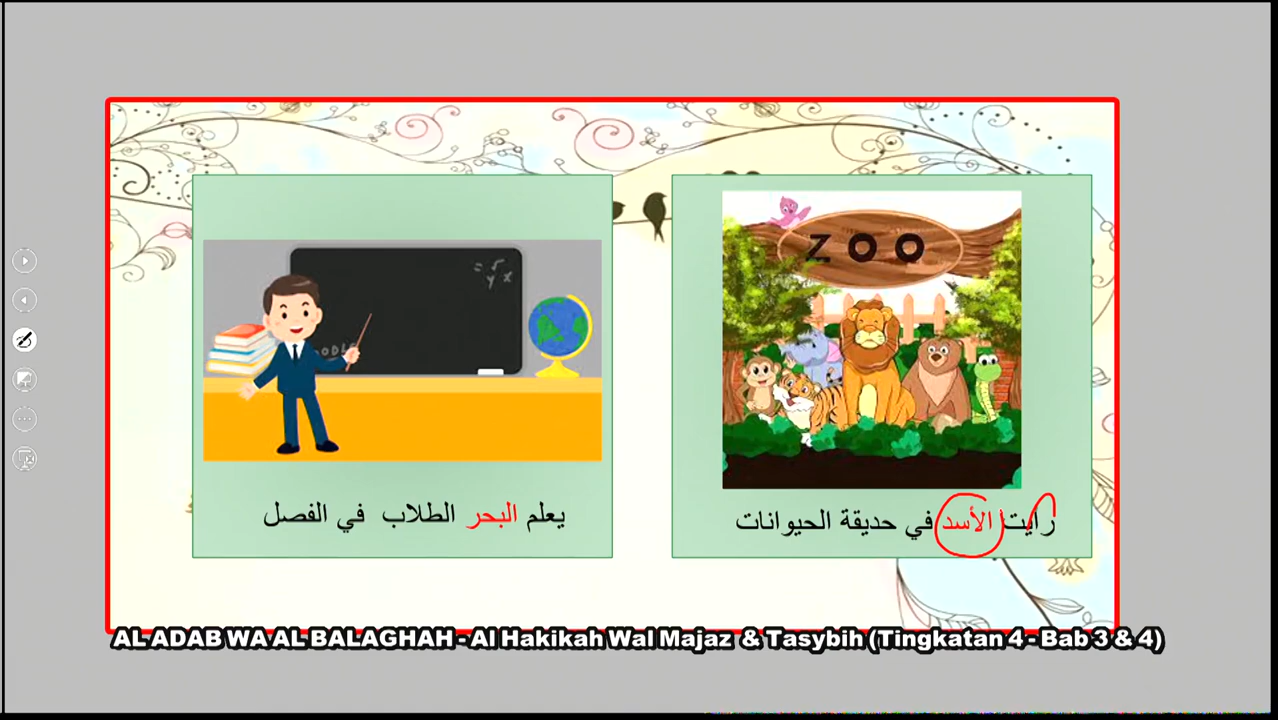 ZOO
يعلم البحر الطلاب في الفصل
رايت الأسد في حديقة الحيوانات
AL ADAB WA AL BALAGHAH - Al Hakikah Wal Majaz & Tasybih (Tingkatan 4 - Bab 3 & 4)